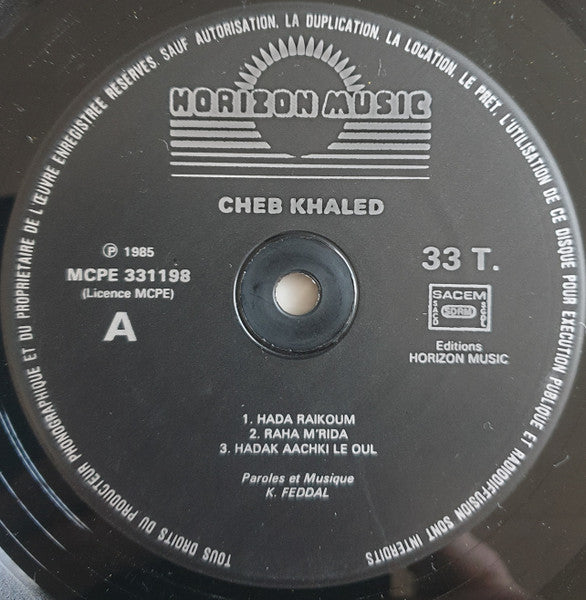 TOUS DROITS DU PRODUCTEUR PHONOGRAPHIQUE ET DU PROPRIETAIRE DE L'ŒUVRE ENREGISTREE RESERVES. SAUF AUTORISATION, LA DUPLICATION, LA LOCATION, LE PRET, L'UTILISATION DE CE DISQUE POUR EXECUTION PUBLIQUE ET RADIODIFFUSION SONT INTERDITS
HORIZON MUSIC
CHEB KHALED
℗ 1985
MCPE 331198
(Licence MCPE)
A
33 T.
SACEM
SACD SDRM SGDL
Editions
HORIZON MUSIC
1. HADA RAIKOUM
2. RAHA M'RIDA
3. HADAK AACHKI LE OUL
Paroles et Musique
K. FEDDAL